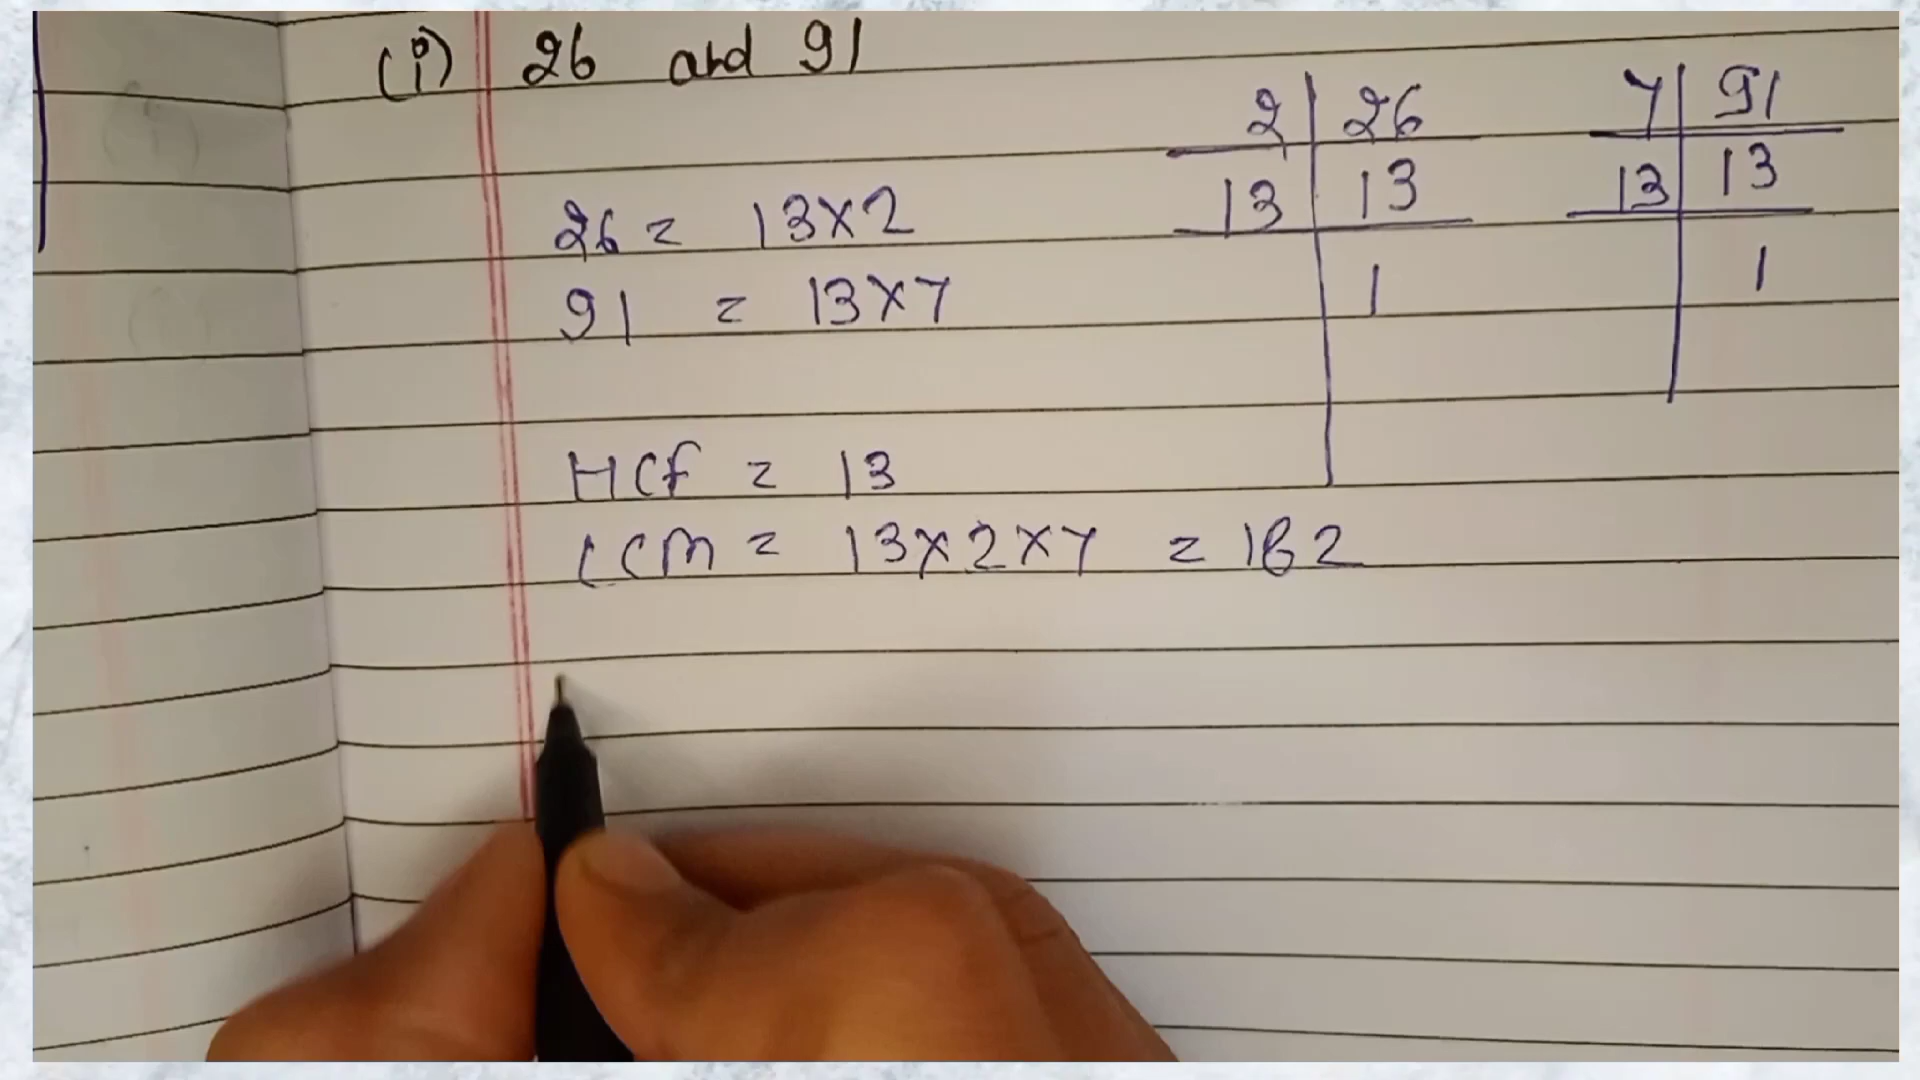 (i) 26 and 91
2 | 26
13 | 13
1
7 | 91
13 | 13
1
26 = 13×2
91 = 13×7
HCF = 13
LCM = 13×2×7 = 182